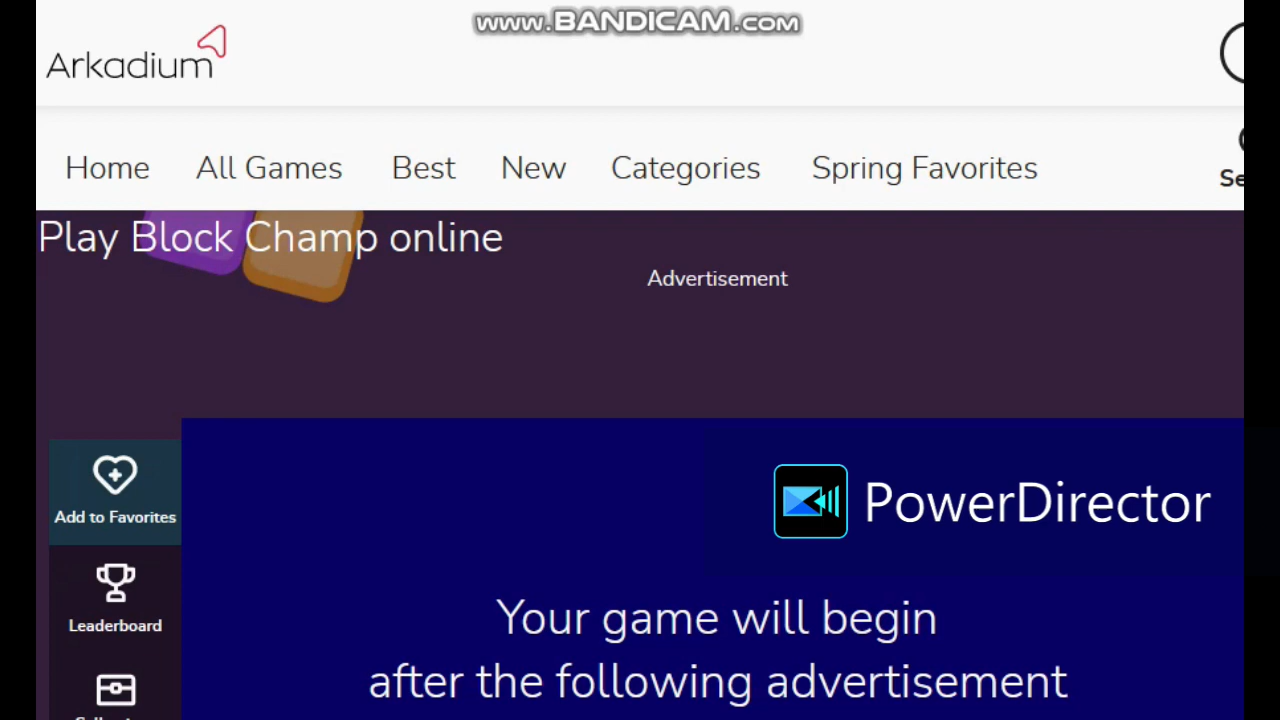 www.BANDICAM.com
Arkadium
Home All Games Best New Categories Spring Favorites
Play Block Champ online
Advertisement
Add to Favorites
PowerDirector
Leaderboard
Your game will begin
after the following advertisement